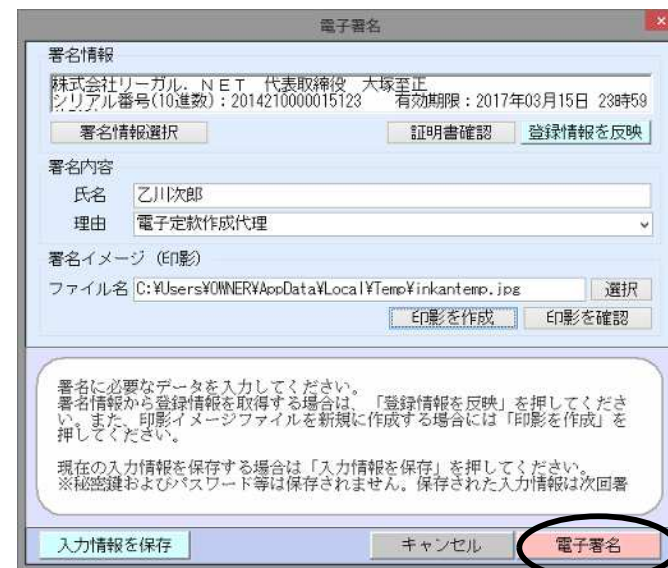 電子署名
署名情報
株式会社リーガル.NET 代表取締役 大塚至正
シリアル番号(10進数):2014210000015123 有効期限:2017年03月15日 23時59
署名情報選択 証明書確認 登録情報を反映
署名内容
氏名 乙川次郎
理由 電子定款作成代理
署名イメージ (印影)
ファイル名 C:¥Users¥OWNER¥AppData¥Local¥Temp¥inkantemp.jpg 選択
印影を作成 印影を確認
署名に必要なデータを入力してください。
署名情報から登録情報を取得する場合は、「登録情報を反映」を押してくださ
い。また、印影イメージファイルを新規に作成する場合には「印影を作成」を
押してください。
現在の入力情報を保存する場合は「入力情報を保存」を押してください。
※秘密鍵およびパスワード等は保存されません。保存された入力情報は次回署
入力情報を保存 キャンセル 電子署名